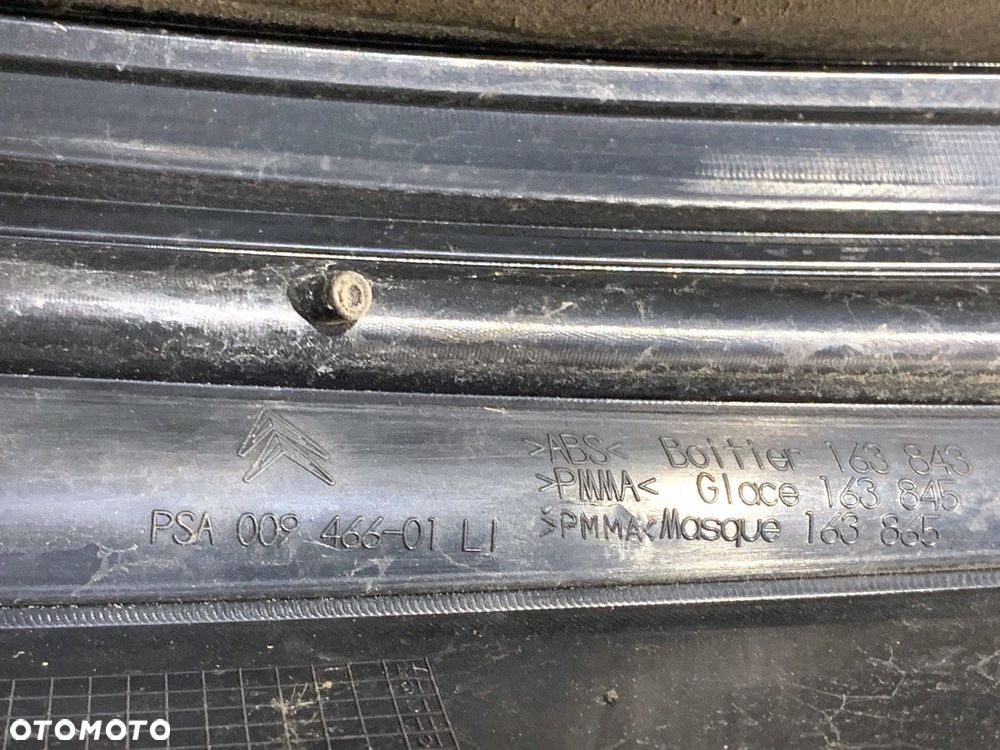 >ABS< Boitier 163 843
>PMMA< Glace 163 845
PSA 009 466-01 LI
>PMMA< Masque 163 865
OTOMOTO